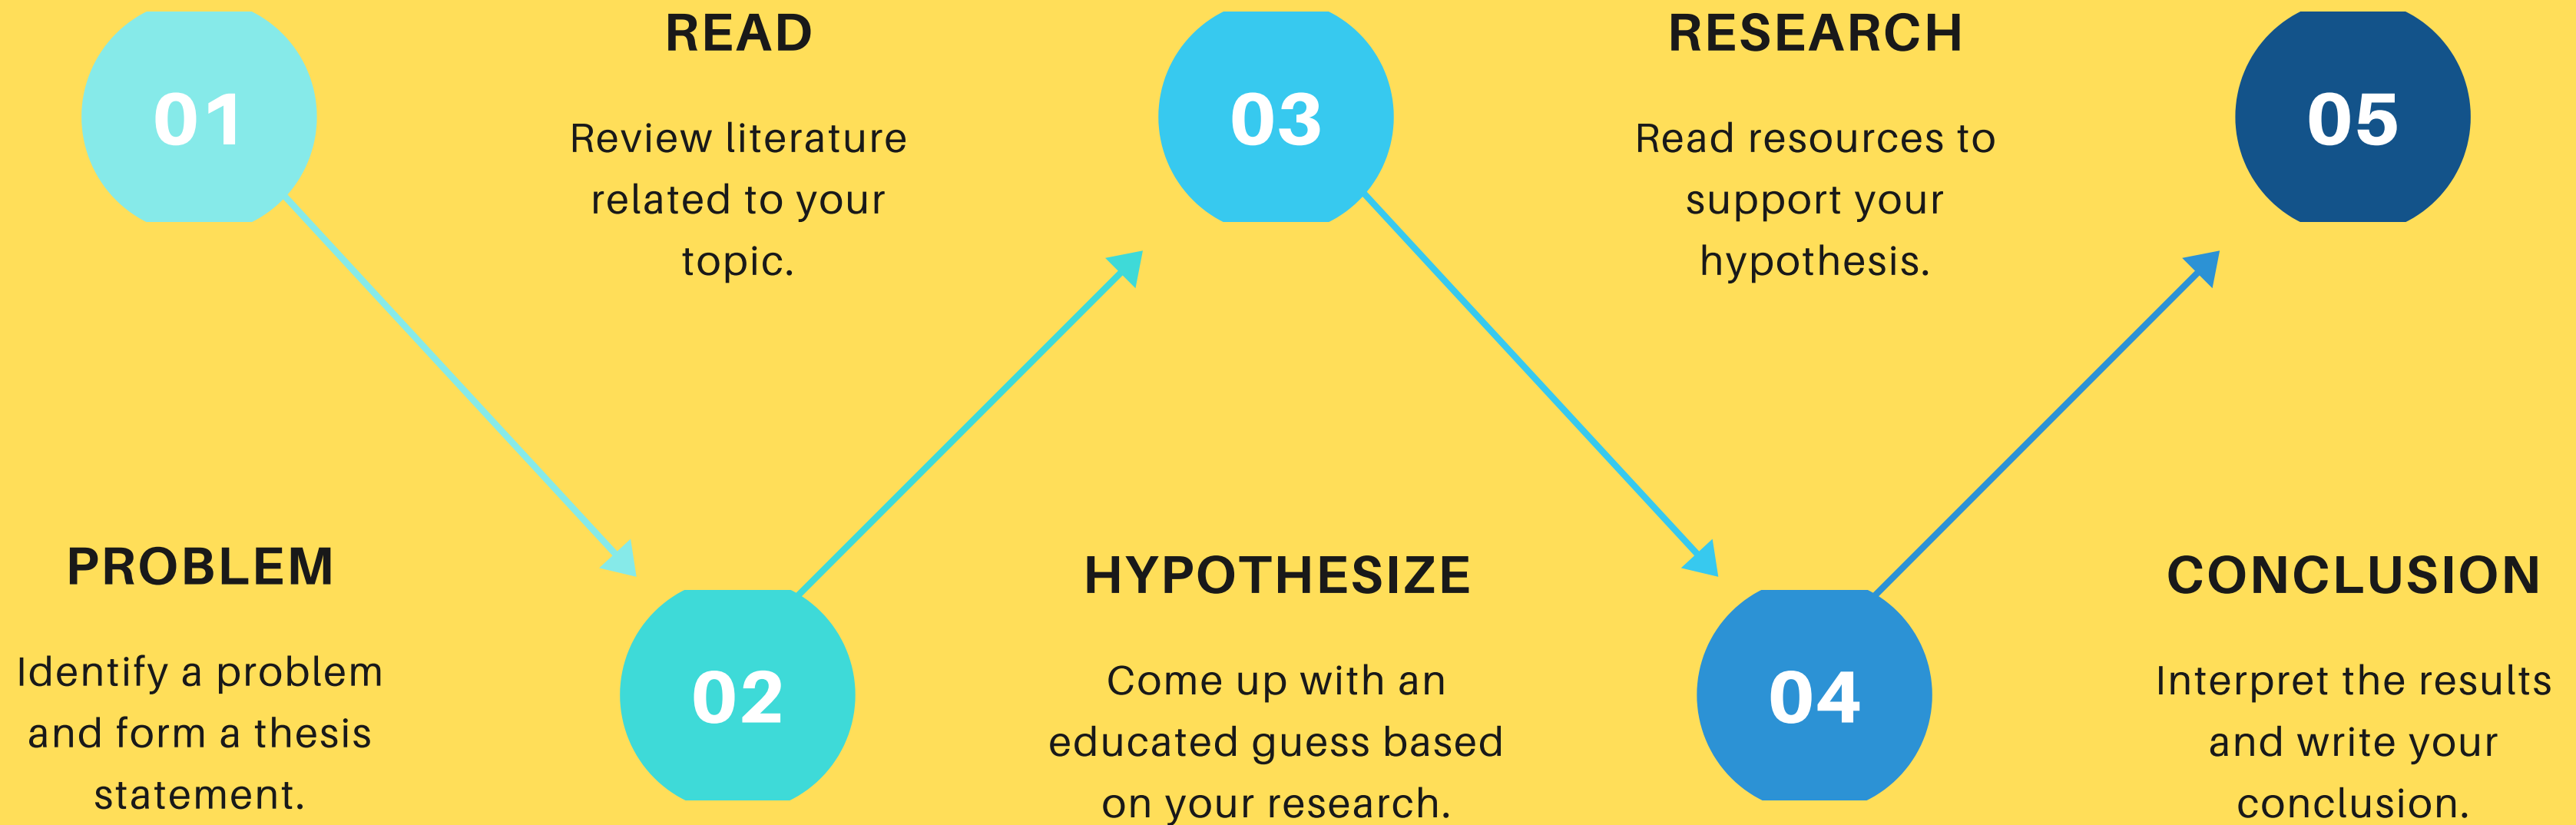 01
PROBLEM
Identify a problem
and form a thesis
statement.
READ
Review literature
related to your
topic.
02
03
HYPOTHESIZE
Come up with an
educated guess based
on your research.
RESEARCH
Read resources to
support your
hypothesis.
04
05
CONCLUSION
Interpret the results
and write your
conclusion.